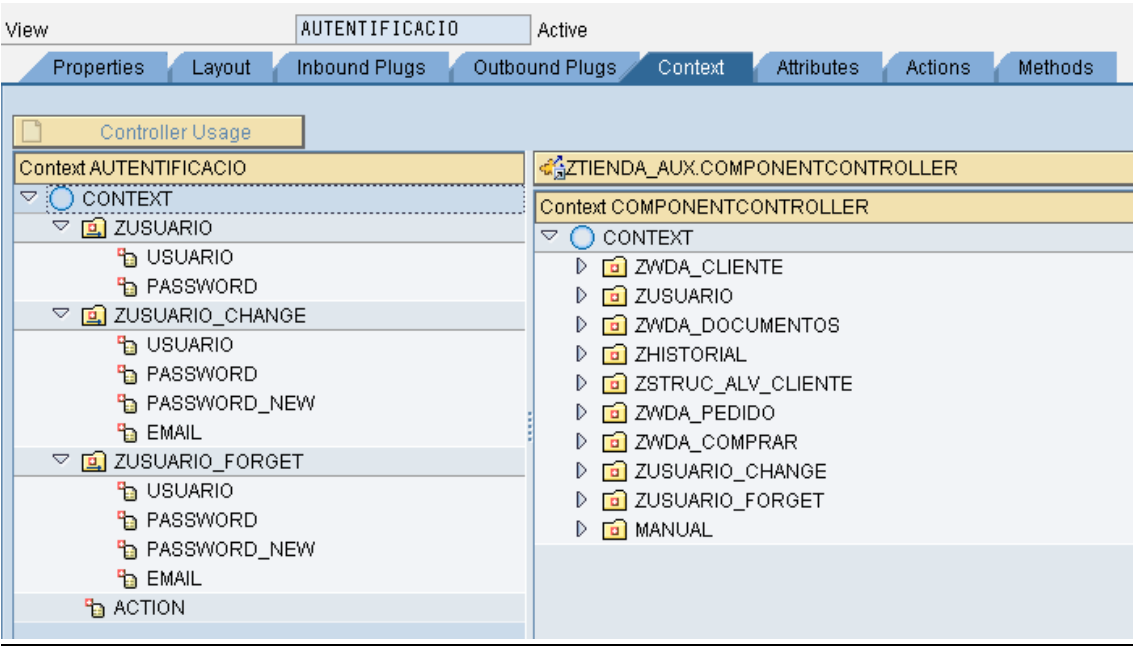 View AUTENTIFICACIO Active
Properties Layout Inbound Plugs Outbound Plugs Context Attributes Actions Methods
Controller Usage
Context AUTENTIFICACIO
CONTEXT
ZUSUARIO
USUARIO
PASSWORD
ZUSUARIO_CHANGE
USUARIO
PASSWORD
PASSWORD_NEW
EMAIL
ZUSUARIO_FORGET
USUARIO
PASSWORD
PASSWORD_NEW
EMAIL
ACTION
ZTIENDA_AUX.COMPONENTCONTROLLER
Context COMPONENTCONTROLLER
CONTEXT
ZWDA_CLIENTE
ZUSUARIO
ZWDA_DOCUMENTOS
ZHISTORIAL
ZSTRUC_ALV_CLIENTE
ZWDA_PEDIDO
ZWDA_COMPRAR
ZUSUARIO_CHANGE
ZUSUARIO_FORGET
MANUAL